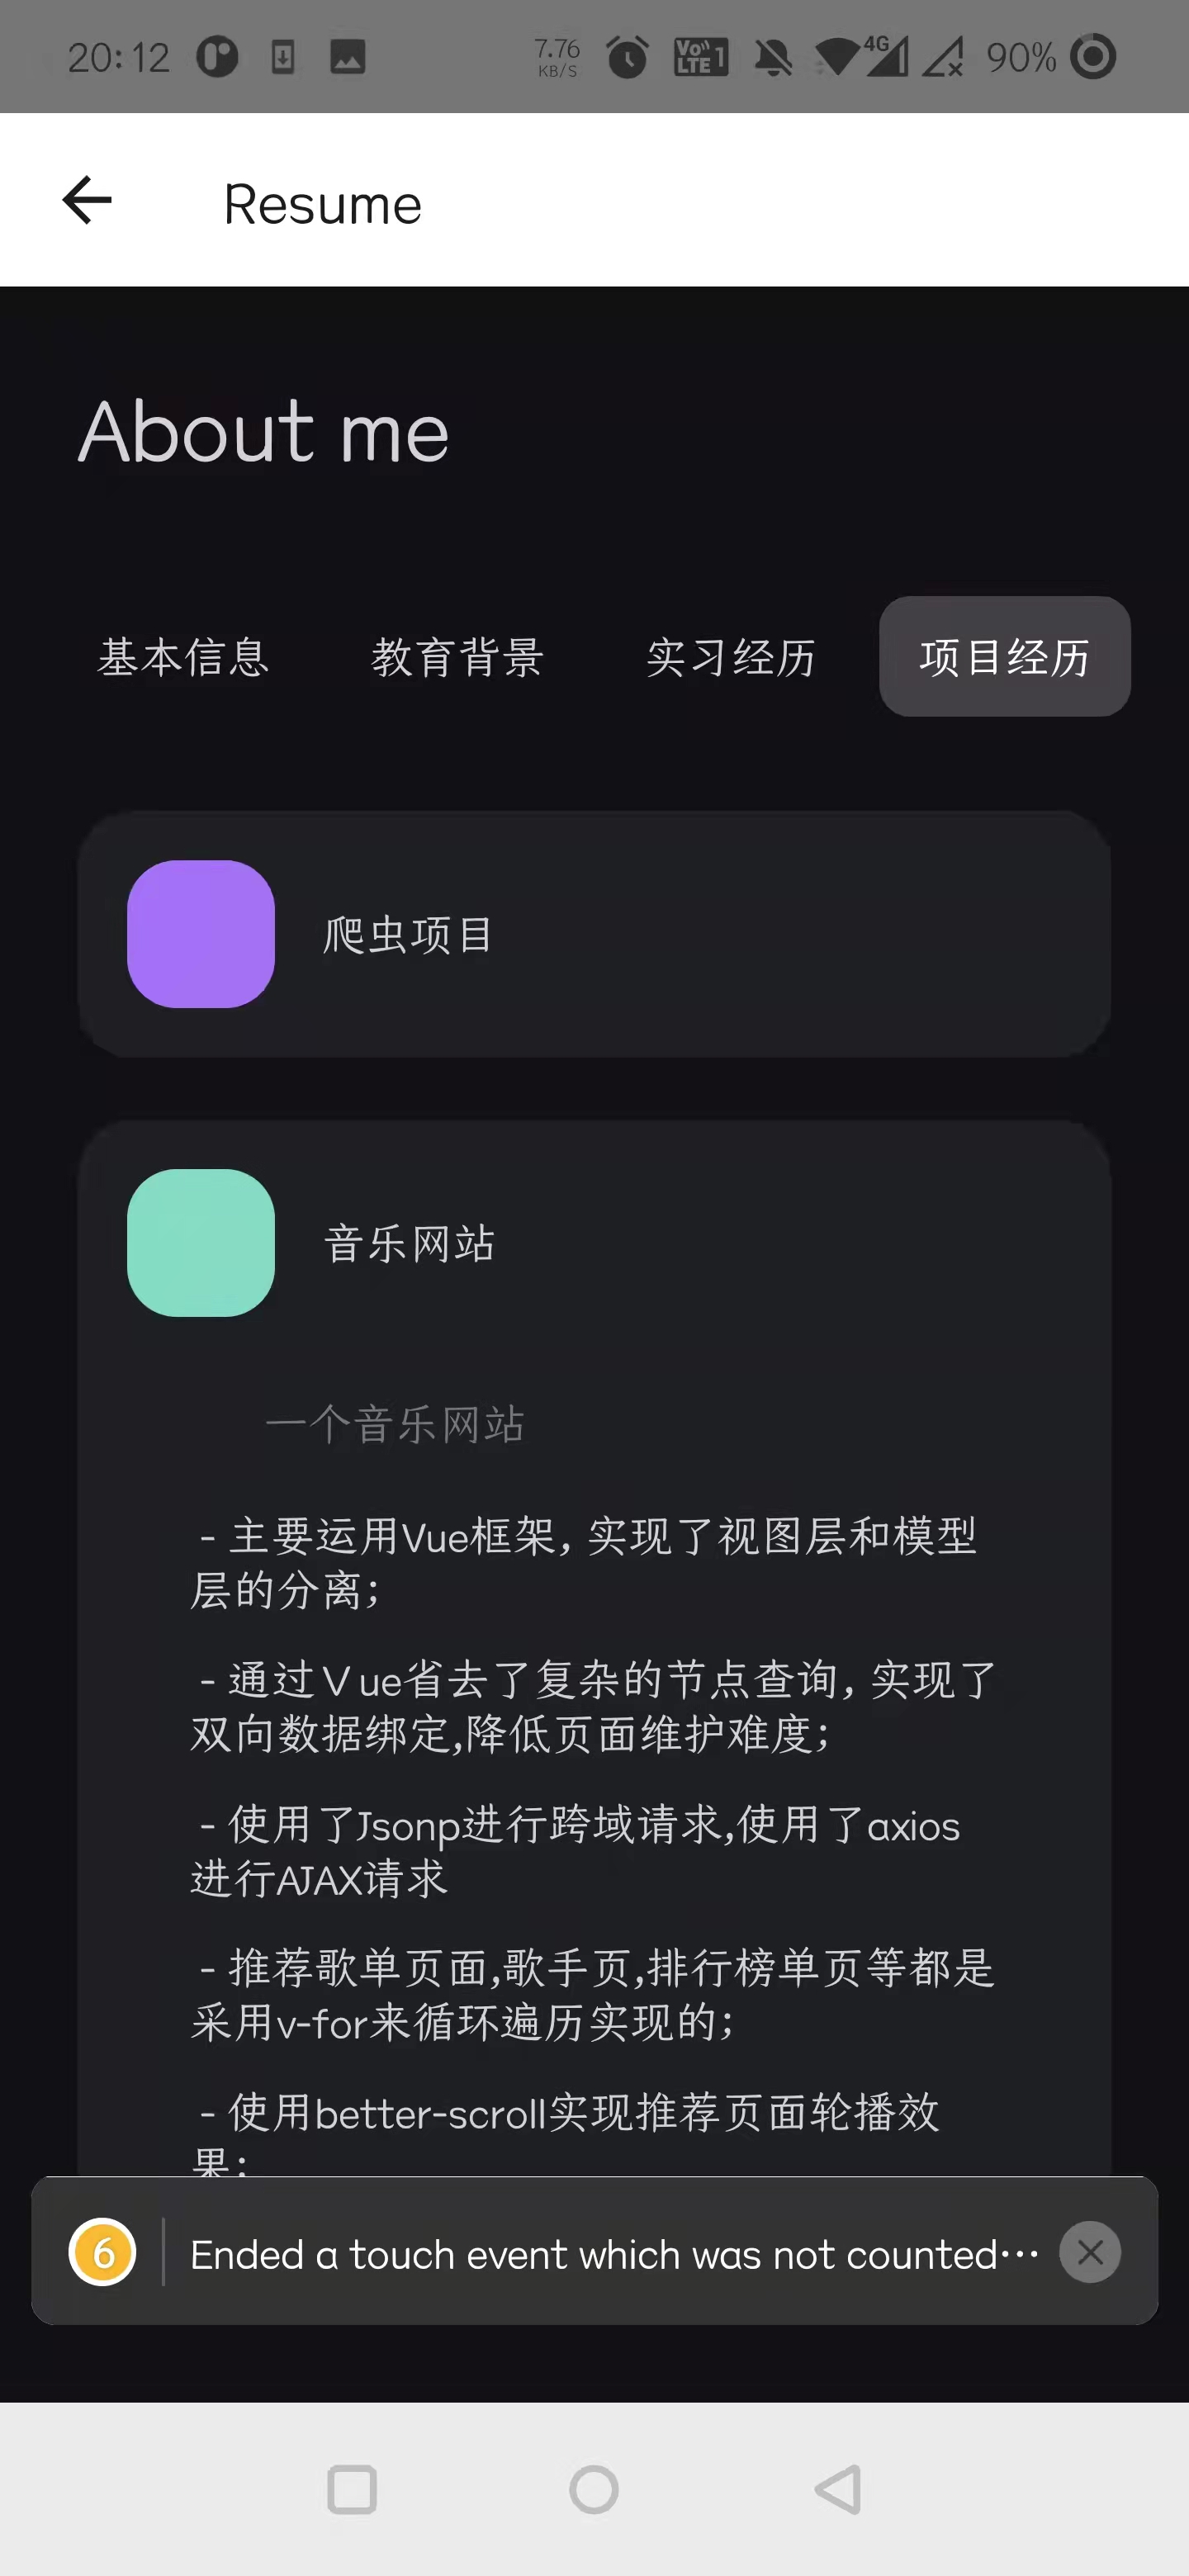 20:12
7.76
KB/S
VoLTE 1
4G
90%
Resume
About me
基本信息
教育背景
实习经历
项目经历
爬虫项目
音乐网站
一个音乐网站
- 主要运用Vue框架, 实现了视图层和模型
层的分离;
- 通过Ｖue省去了复杂的节点查询, 实现了
双向数据绑定,降低页面维护难度;
- 使用了Jsonp进行跨域请求,使用了axios
进行AJAX请求
- 推荐歌单页面,歌手页,排行榜单页等都是
采用v-for来循环遍历实现的;
- 使用better-scroll实现推荐页面轮播效
果;
6
Ended a touch event which was not counted…